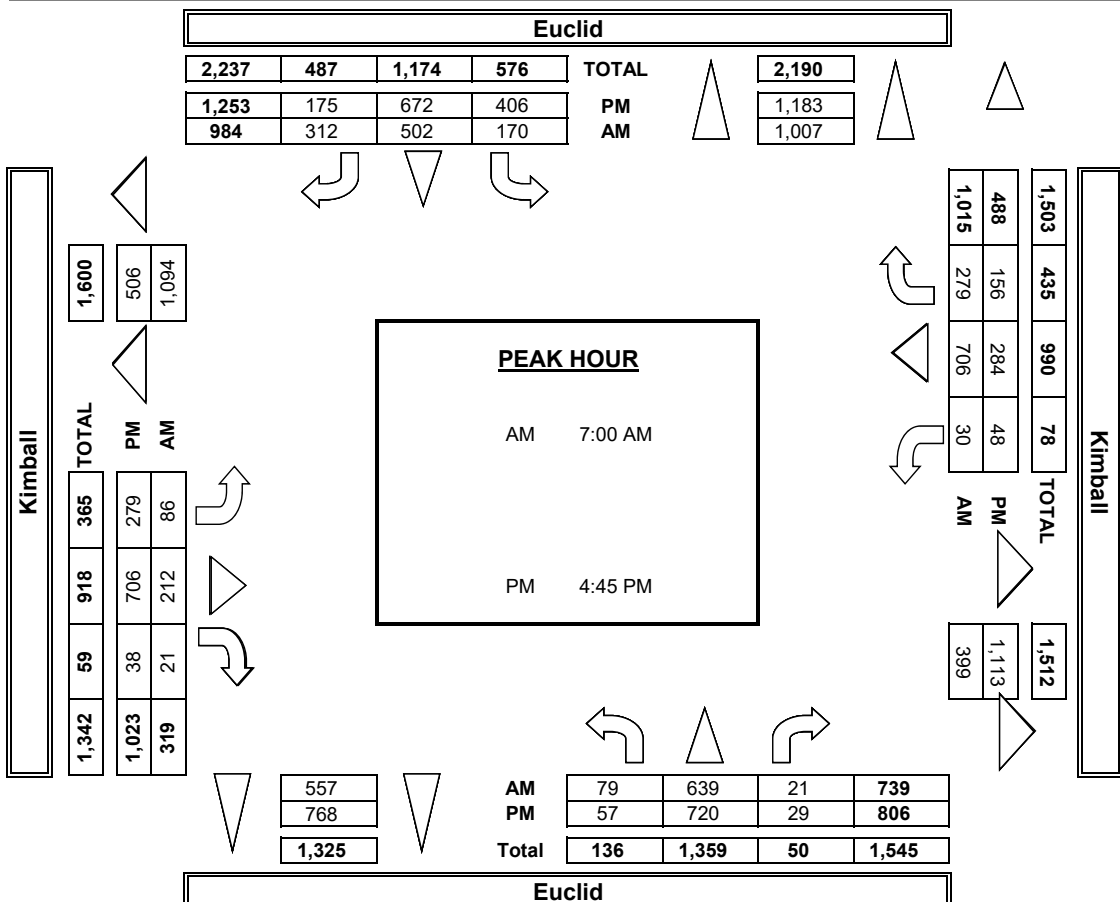 Euclid
2,237 487 1,174 576 TOTAL 2,190
1,253 175 672 406 PM 1,183
984 312 502 170 AM 1,007
Kimball
1,600
506
1,094
TOTAL
PM
AM
365 918 59 1,342
279 706 38 1,023
86 212 21 319
PEAK HOUR
AM 7:00 AM
PM 4:45 PM
1,503 435 990 78 TOTAL
488 156 284 48 PM
1,015 279 706 30 AM
1,512
1,113
399
Kimball
557 AM 79 639 21 739
768 PM 57 720 29 806
1,325 Total 136 1,359 50 1,545
Euclid